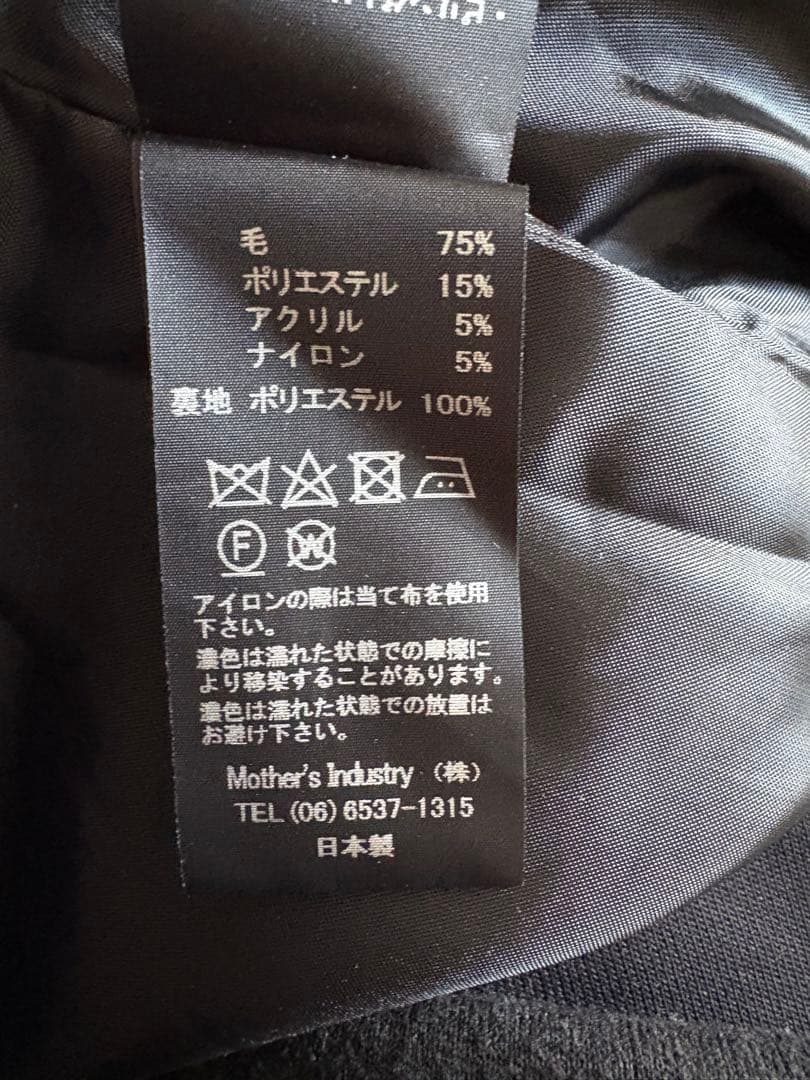 毛 75%
ポリエステル 15%
アクリル 5%
ナイロン 5%
裏地 ポリエステル 100%
F W
アイロンの際は当て布を使用
下さい。
濃色は濡れた状態での摩擦に
より移染することがあります。
濃色は濡れた状態での放置は
お避け下さい。
Mother's Industry (株)
TEL (06) 6537-1315
日本製